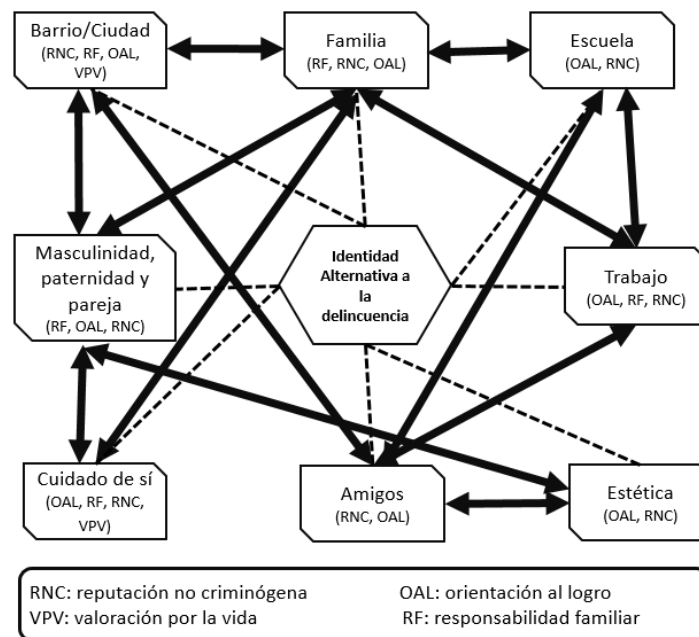 Barrio/Ciudad
(RNC, RF, OAL,
VPV)
Familia
(RF, RNC, OAL)
Escuela
(OAL, RNC)
Masculinidad,
paternidad y
pareja
(RF, OAL, RNC)
Identidad
Alternativa a
la
delincuencia
Trabajo
(OAL, RF, RNC)
Cuidado de sí
(OAL, RF, RNC,
VPV)
Amigos
(RNC, OAL)
Estética
(OAL, RNC)
RNC: reputación no criminógena
OAL: orientación al logro
VPV: valoración por la vida
RF: responsabilidad familiar